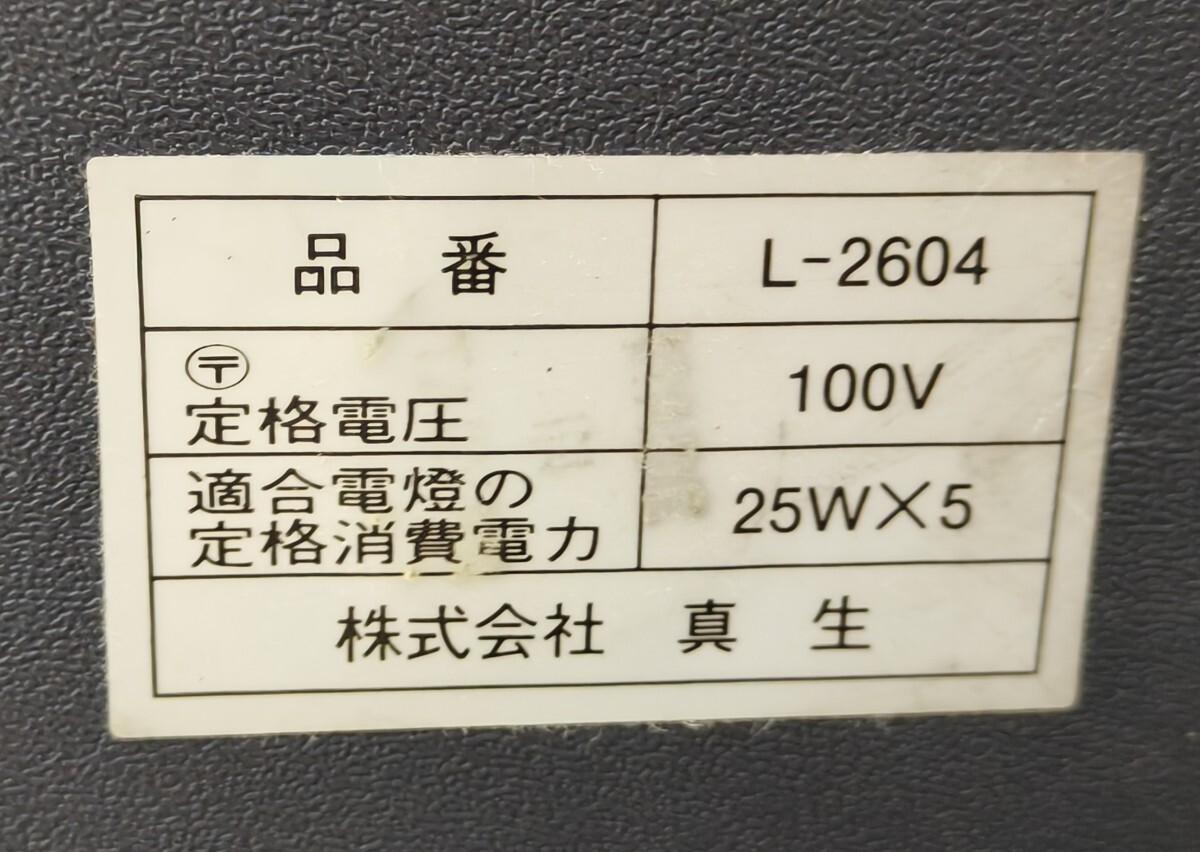 品番 L-2604
〒
定格電圧 100V
適合電燈の
定格消費電力 25W×5
株式会社 真生